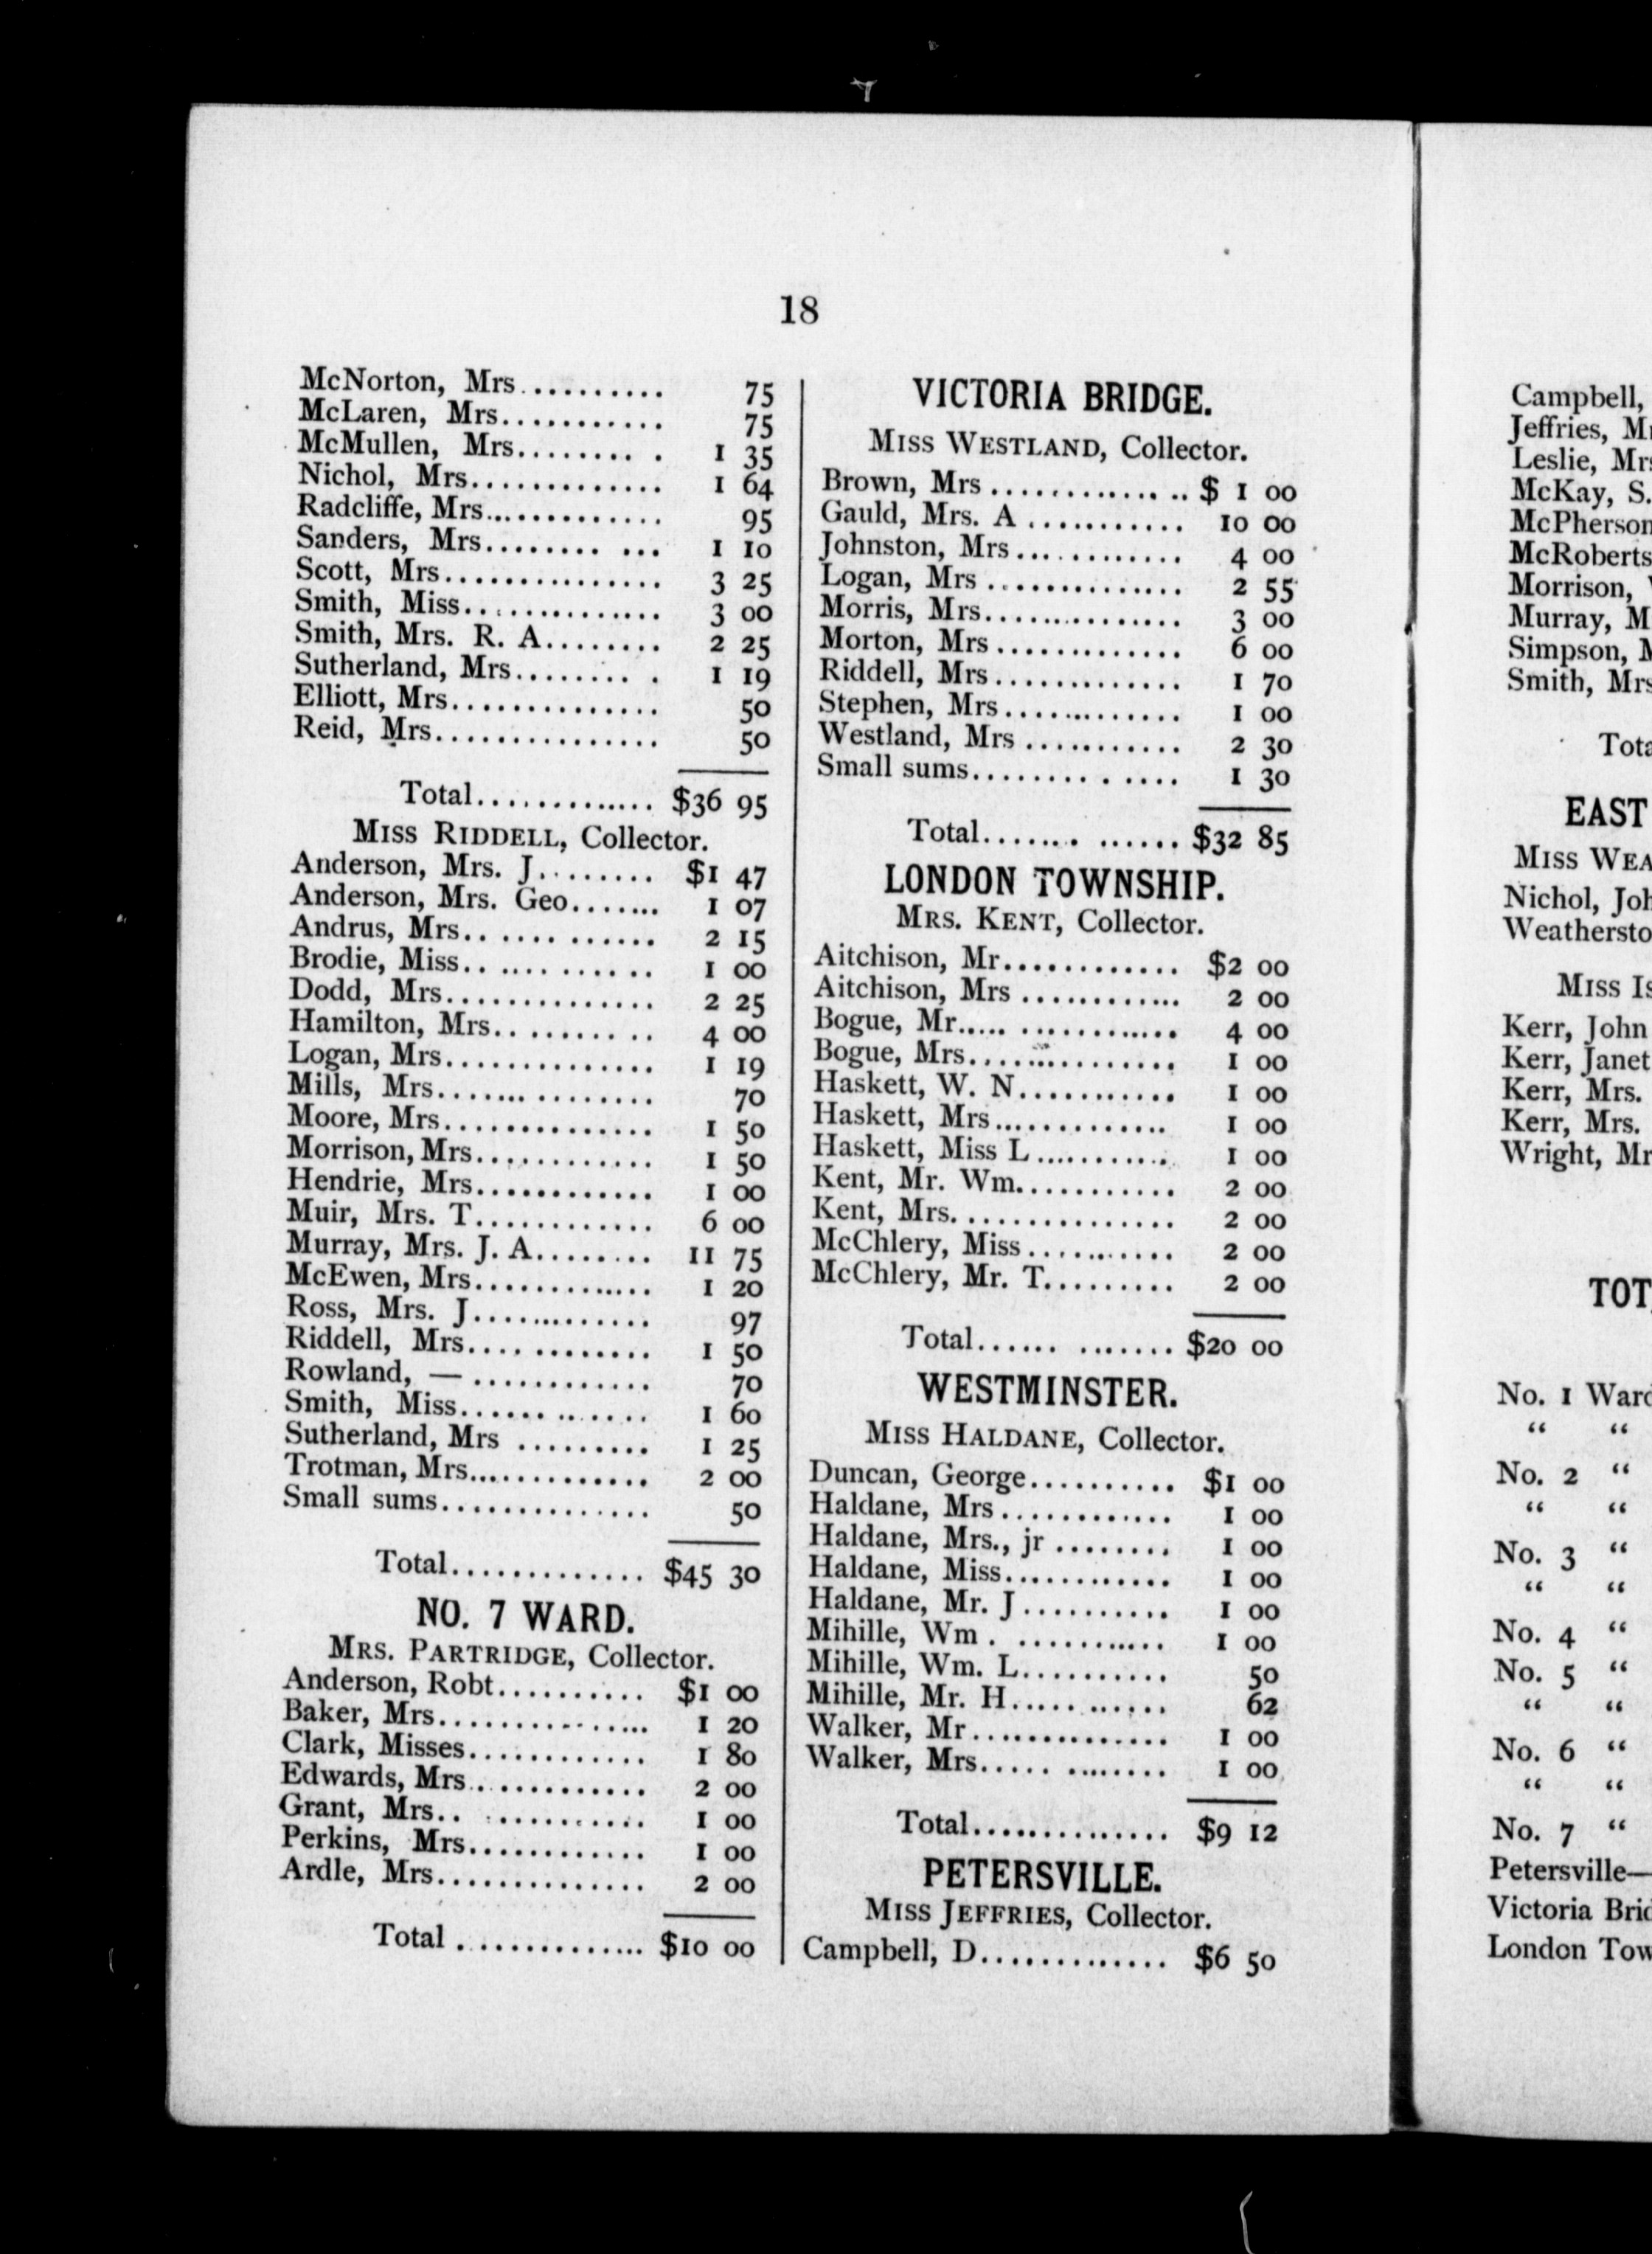 18
McNorton, Mrs.......... 75
McLaren, Mrs........... 75
McMullen, Mrs........ . 1 35
Nichol, Mrs............. 1 64
Radcliffe, Mrs............. 95
Sanders, Mrs........ ... 1 10
Scott, Mrs............... 3 25
Smith, Miss............. 3 00
Smith, Mrs. R. A........ 2 25
Sutherland, Mrs........ . 1 19
Elliott, Mrs.............. 50
Reid, Mrs............... 50
Total............ $36 95
MISS RIDDELL, Collector.
Anderson, Mrs. J........ $1 47
Anderson, Mrs. Geo....... 1 07
Andrus, Mrs.. .... ...... 2 15
Brodie, Miss.. ... ....... 1 00
Dodd, Mrs.............. 2 25
Hamilton, Mrs.. ......... 4 00
Logan, Mrs.............. 1 19
Mills, Mrs....... ........ 70
Moore, Mrs.............. 1 50
Morrison, Mrs............ 1 50
Hendrie, Mrs............ 1 00
Muir, Mrs. T............ 6 00
Murray, Mrs. J. A........ 11 75
McEwen, Mrs............ 1 20
Ross, Mrs. J............ 97
Riddell, Mrs.... ........ 1 50
Rowland, — ............ 70
Smith, Miss...... .. .... 1 60
Sutherland, Mrs ......... 1 25
Trotman, Mrs............ 2 00
Small sums.............. 50
Total............. $45 30
NO. 7 WARD.
MRS. PARTRIDGE, Collector.
Anderson, Robt.......... $1 00
Baker, Mrs.............. 1 20
Clark, Misses............ 1 80
Edwards, Mrs............ 2 00
Grant, Mrs.. ........... 1 00
Perkins, Mrs............ 1 00
Ardle, Mrs.............. 2 00
Total ............. $10 00
VICTORIA BRIDGE.
MISS WESTLAND, Collector.
Brown, Mrs ............. $ 1 00
Gauld, Mrs. A ........... 10 00
Johnston, Mrs............ 4 00
Logan, Mrs ............. 2 55
Morris, Mrs............. 3 00
Morton, Mrs............. 6 00
Riddell, Mrs............. 1 70
Stephen, Mrs............ 1 00
Westland, Mrs ........... 2 30
Small sums......... . .... 1 30
Total....... ...... $32 85
LONDON TOWNSHIP.
MRS. KENT, Collector.
Aitchison, Mr............ $2 00
Aitchison, Mrs ............ 2 00
Bogue, Mr..... .......... 4 00
Bogue, Mrs.............. 1 00
Haskett, W. N........... 1 00
Haskett, Mrs............. 1 00
Haskett, Miss L.......... 1 00
Kent, Mr. Wm........... 2 00
Kent, Mrs............... 2 00
McChlery, Miss.......... 2 00
McChlery, Mr. T......... 2 00
Total...... ....... $20 00
WESTMINSTER.
MISS HALDANE, Collector.
Duncan, George.......... $1 00
Haldane, Mrs............ 1 00
Haldane, Mrs., jr ........ 1 00
Haldane, Miss............ 1 00
Haldane, Mr. J.......... 1 00
Mihille, Wm . .......... 1 00
Mihille, Wm. L.......... 50
Mihille, Mr. H........... 62
Walker, Mr.............. 1 00
Walker, Mrs..... ....... 1 00
Total.............. $9 12
PETERSVILLE.
MISS JEFFRIES, Collector.
Campbell, D............. $6 50
Campbell,
Jeffries,
Leslie,
McKay, S.
McPherson
McRoberts
Morrison,
Murray,
Simpson,
Smith,
EAST
MISS
Nichol,
MISS
Kerr, John
Kerr, Janet
Kerr, Mrs.
Kerr, Mrs.
Wright,
No. 1 Ward
“ “
No. 2 “
“ “
No. 3 “
“ “
No. 4 “
No. 5 “
“ “
No. 6 “
“ “
No. 7 “
Petersville—
Victoria
London